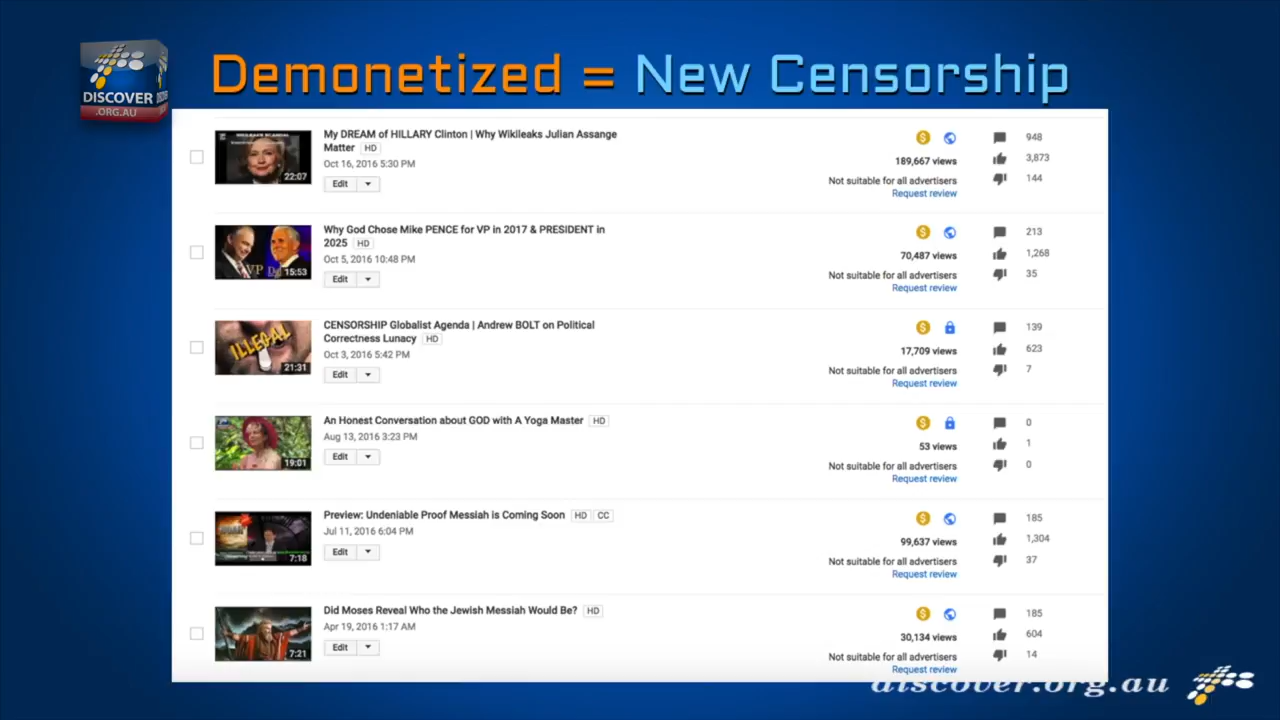 Demonetized = New Censorship
DISCOVER
.ORG.AU
My DREAM of HILLARY Clinton | Why Wikileaks Julian Assange
Matter HD
Oct 16, 2016 5:30 PM
Edit
22:07
189,667 views
Not suitable for all advertisers
Request review
948
3,873
144
Why God Chose Mike PENCE for VP in 2017 & PRESIDENT in
2025 HD
Oct 5, 2016 10:48 PM
Edit
VP
15:53
70,487 views
Not suitable for all advertisers
Request review
213
1,268
35
CENSORSHIP Globalist Agenda | Andrew BOLT on Political
Correctness Lunacy HD
Oct 3, 2016 5:42 PM
Edit
ILLEGAL
21:31
17,709 views
Not suitable for all advertisers
Request review
139
623
7
An Honest Conversation about GOD with A Yoga Master HD
Aug 13, 2016 3:23 PM
Edit
19:01
53 views
Not suitable for all advertisers
Request review
0
1
0
Preview: Undeniable Proof Messiah is Coming Soon HD CC
Jul 11, 2016 6:04 PM
Edit
7:18
99,637 views
Not suitable for all advertisers
Request review
185
1,304
37
Did Moses Reveal Who the Jewish Messiah Would Be? HD
Apr 19, 2016 1:17 AM
Edit
7:21
30,134 views
Not suitable for all advertisers
Request review
185
604
14
discover.org.au